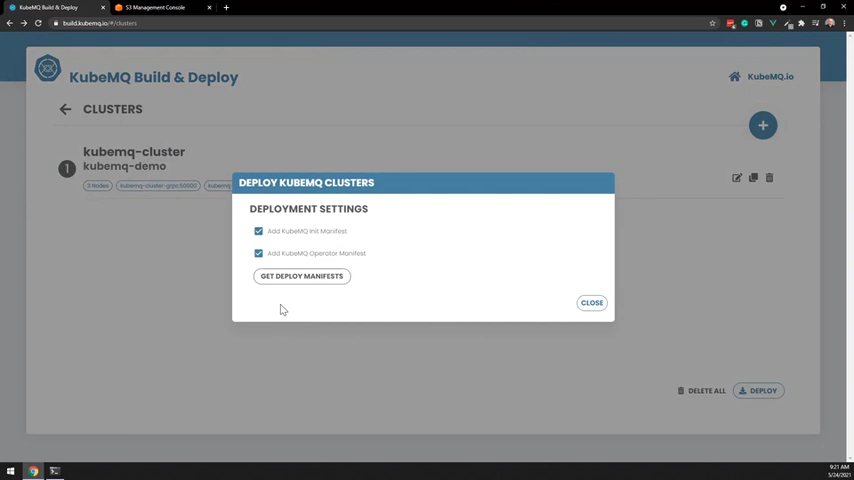 KubeMQ Build & Deploy
S3 Management Console
build.kubemq.io/#/clusters
KubeMQ Build & Deploy
KubeMQ.io
CLUSTERS
1
kubemq-cluster
kubemq-demo
3 Nodes
kubemq-cluster-grpc:50000
kubemq
DEPLOY KUBEMQ CLUSTERS
DEPLOYMENT SETTINGS
Add KubeMQ Init Manifest
Add KubeMQ Operator Manifest
GET DEPLOY MANIFESTS
CLOSE
DELETE ALL
DEPLOY
9:21 AM
5/24/2021